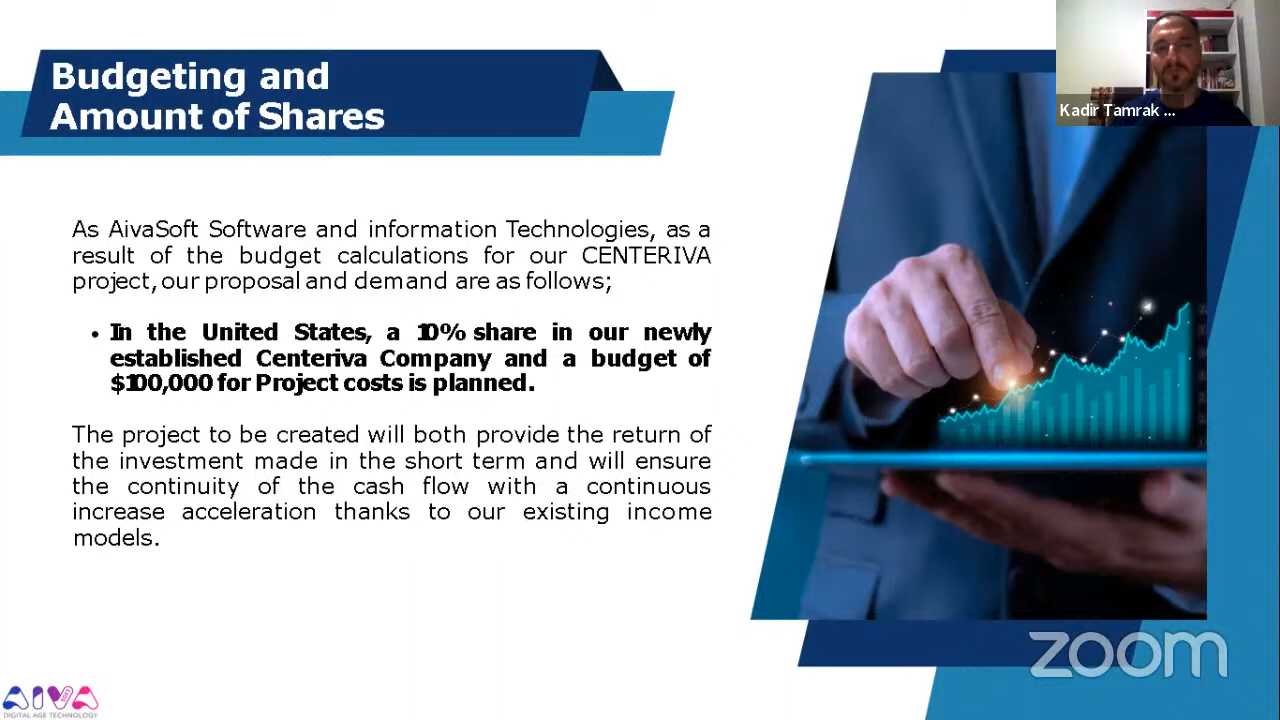 Budgeting and
Amount of Shares
Kadir Tamrak ...
As AivaSoft Software and information Technologies, as a
result of the budget calculations for our CENTERIVA
project, our proposal and demand are as follows;
• In the United States, a 10% share in our newly
established Centeriva Company and a budget of
$100,000 for Project costs is planned.
The project to be created will both provide the return of
the investment made in the short term and will ensure
the continuity of the cash flow with a continuous
increase acceleration thanks to our existing income
models.
zoom
AIVA
DIGITAL AGE TECHNOLOGY